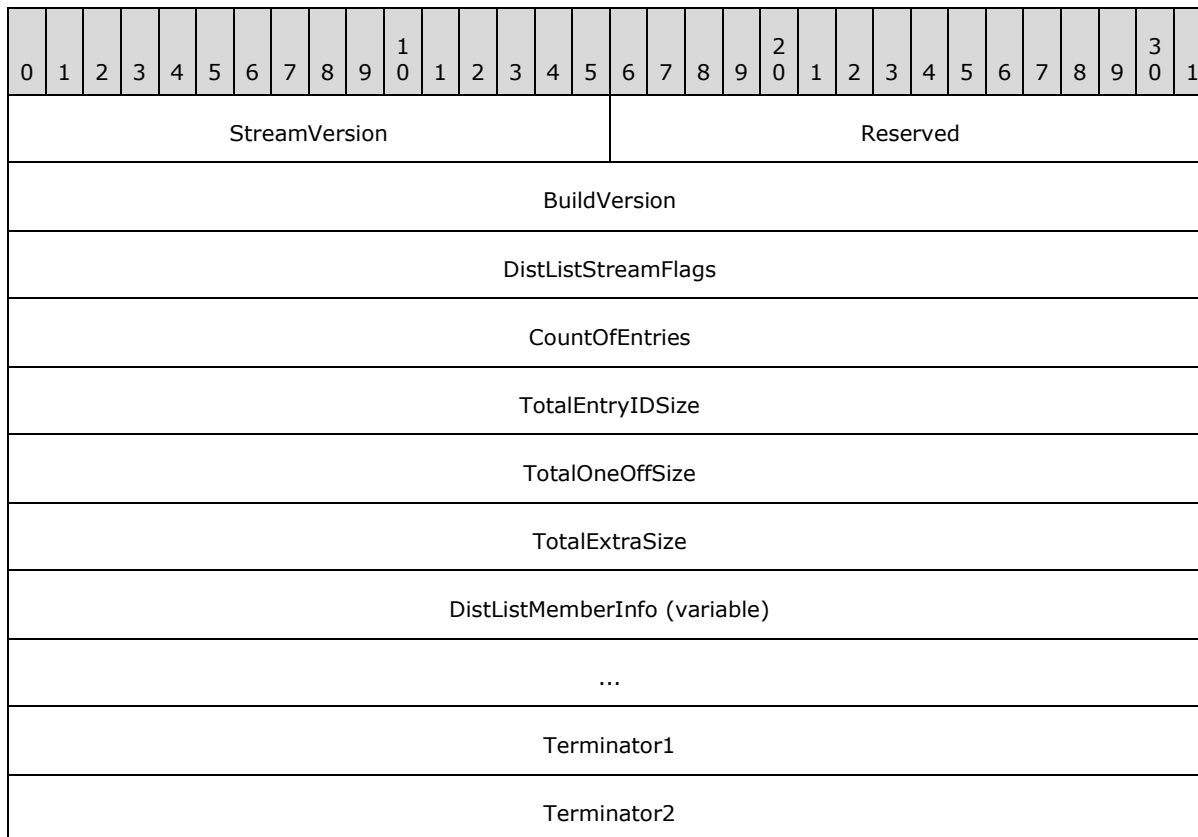 1 2 3
0 1 2 3 4 5 6 7 8 9 0 1 2 3 4 5 6 7 8 9 0 1 2 3 4 5 6 7 8 9 0 1
StreamVersion Reserved
BuildVersion
DistListStreamFlags
CountOfEntries
TotalEntryIDSize
TotalOneOffSize
TotalExtraSize
DistListMemberInfo (variable)
...
Terminator1
Terminator2